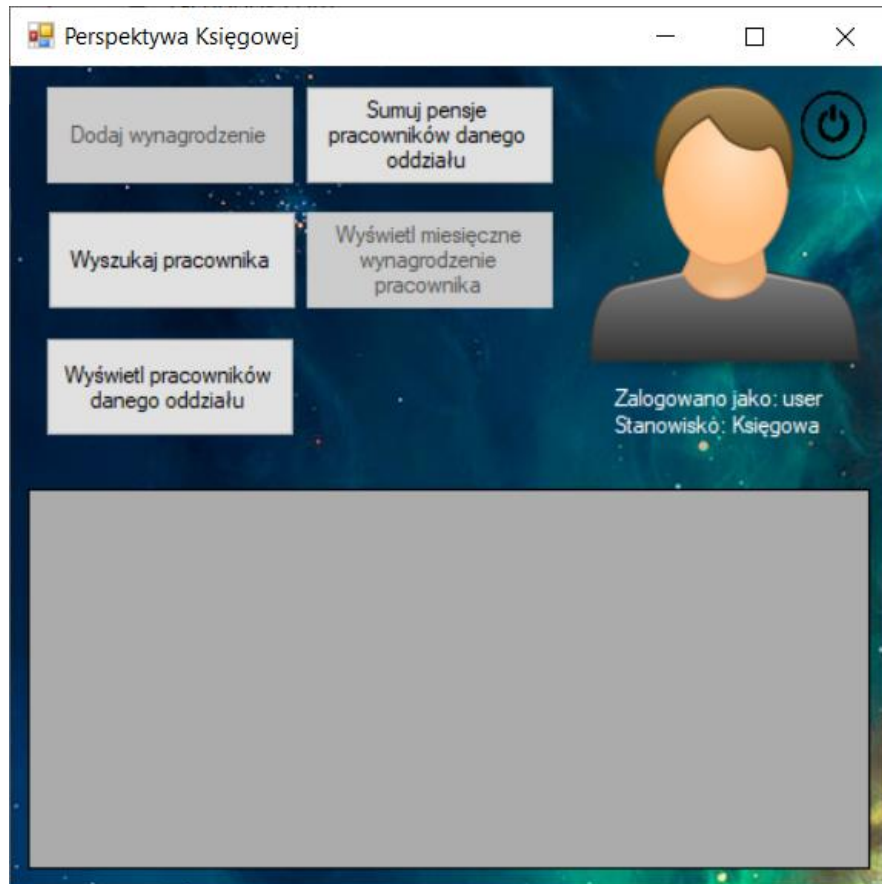 Perspektywa Księgowej
Dodaj wynagrodzenie
Sumuj pensje
pracowników danego
oddziału
Wyszukaj pracownika
Wyświetl miesięczne
wynagrodzenie
pracownika
Wyświetl pracowników
danego oddziału
Zalogowano jako: user
Stanowisko: Księgowa